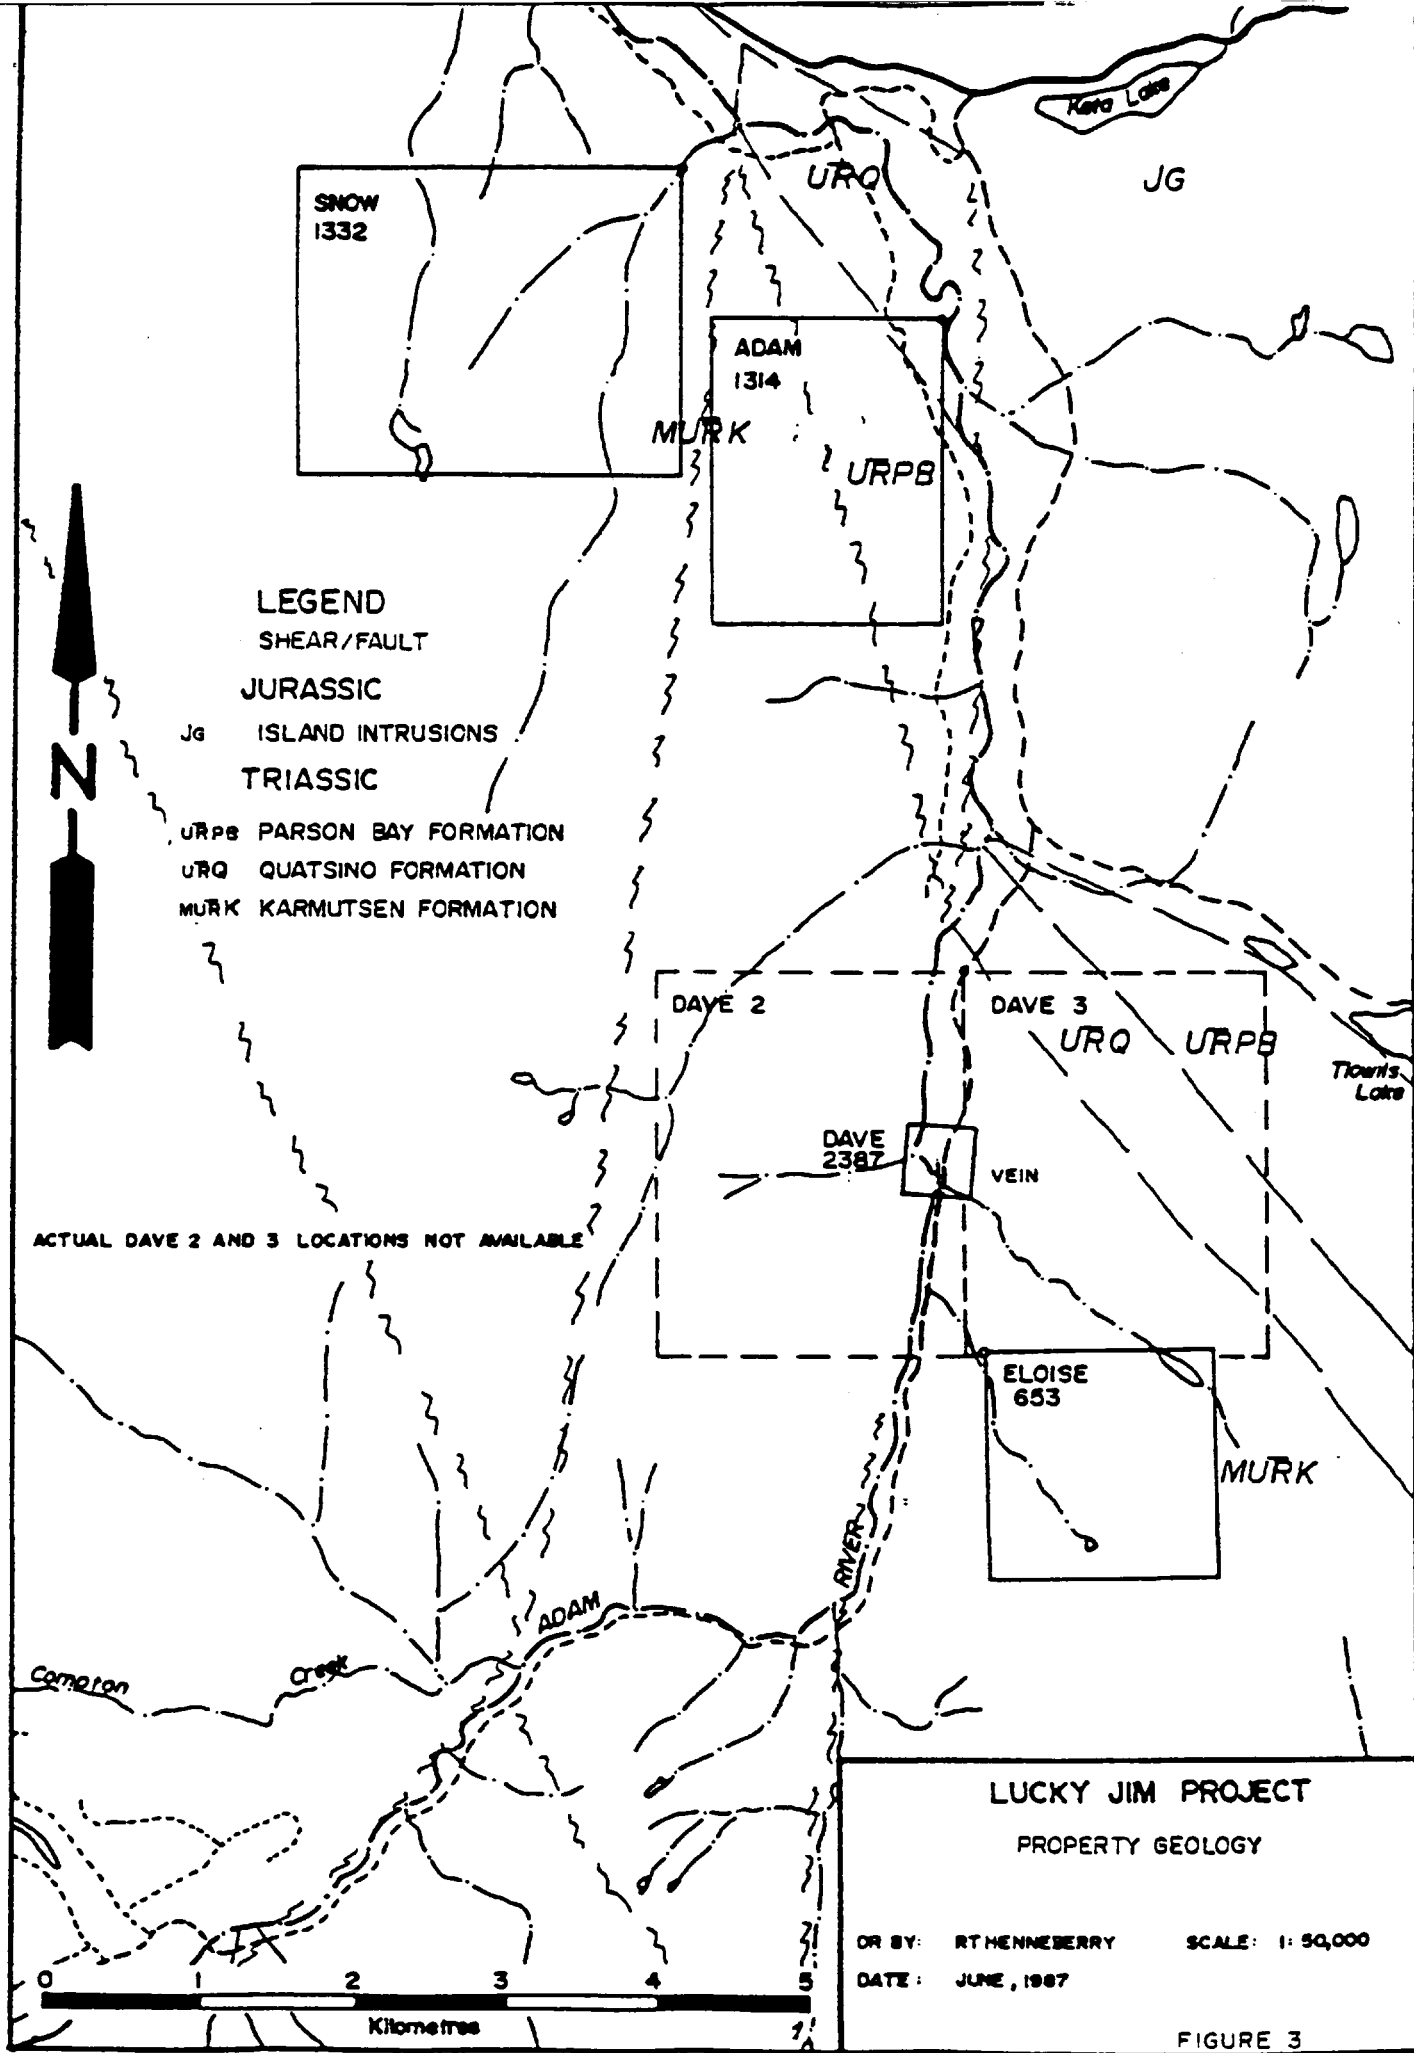 Kora Lake
JG
URQ
SNOW
1332
ADAM
1314
MURK
URPB
LEGEND
SHEAR/FAULT
JURASSIC
JG ISLAND INTRUSIONS
TRIASSIC
URPB PARSON BAY FORMATION
URQ QUATSINO FORMATION
MURK KARMUTSEN FORMATION
N
DAVE 2
DAVE 3
URQ
URPB
Tlowils
Lake
DAVE
2387
VEIN
ACTUAL DAVE 2 AND 3 LOCATIONS NOT AVAILABLE
ELOISE
653
MURK
ADAM RIVER
Compton Creek
LUCKY JIM PROJECT
PROPERTY GEOLOGY
DR BY: RT HENNEBERRY SCALE: 1:50,000
DATE: JUNE, 1987
FIGURE 3
0 1 2 3 4 5
Kilometres